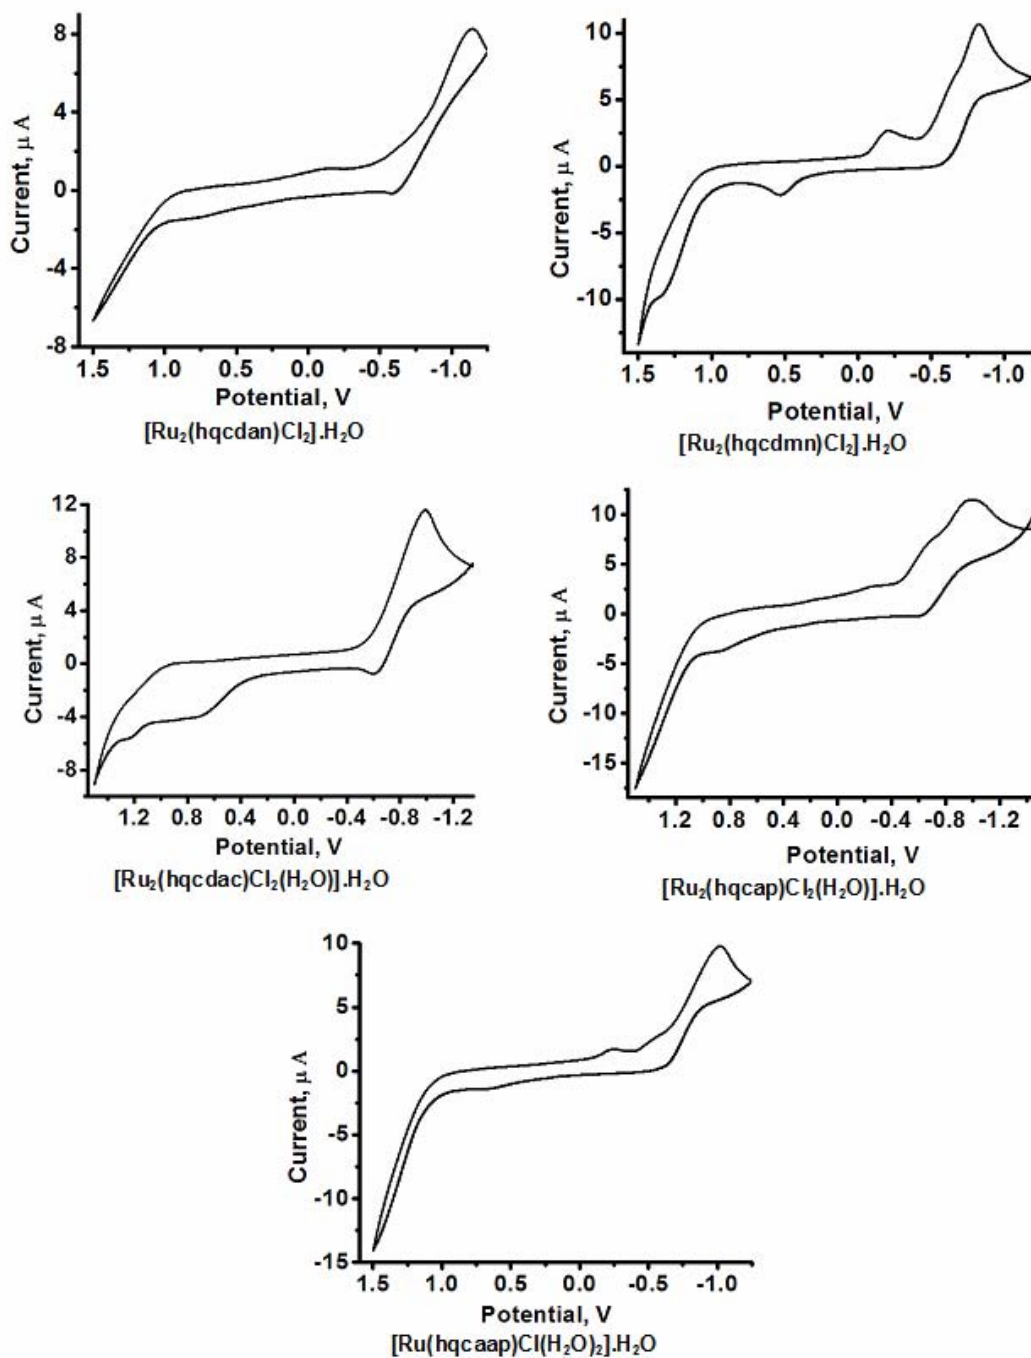 8
4
0
-4
-8
Current, μ A
1.5 1.0 0.5 0.0 -0.5 -1.0
Potential, V
[Ru₂(hqcdan)Cl₂].H₂O
10
5
0
-5
-10
Current, μ A
1.5 1.0 0.5 0.0 -0.5 -1.0
Potential, V
[Ru₂(hqcdmn)Cl₂].H₂O
12
8
4
0
-4
-8
Current, μ A
1.2 0.8 0.4 0.0 -0.4 -0.8 -1.2
Potential, V
[Ru₂(hqcdac)Cl₂(H₂O)].H₂O
10
5
0
-5
-10
-15
Current, μ A
1.2 0.8 0.4 0.0 -0.4 -0.8 -1.2
Potential, V
[Ru₂(hqcap)Cl₂(H₂O)].H₂O
10
5
0
-5
-10
-15
Current, μ A
1.5 1.0 0.5 0.0 -0.5 -1.0
Potential, V
[Ru(hqcaap)Cl(H₂O)₂].H₂O